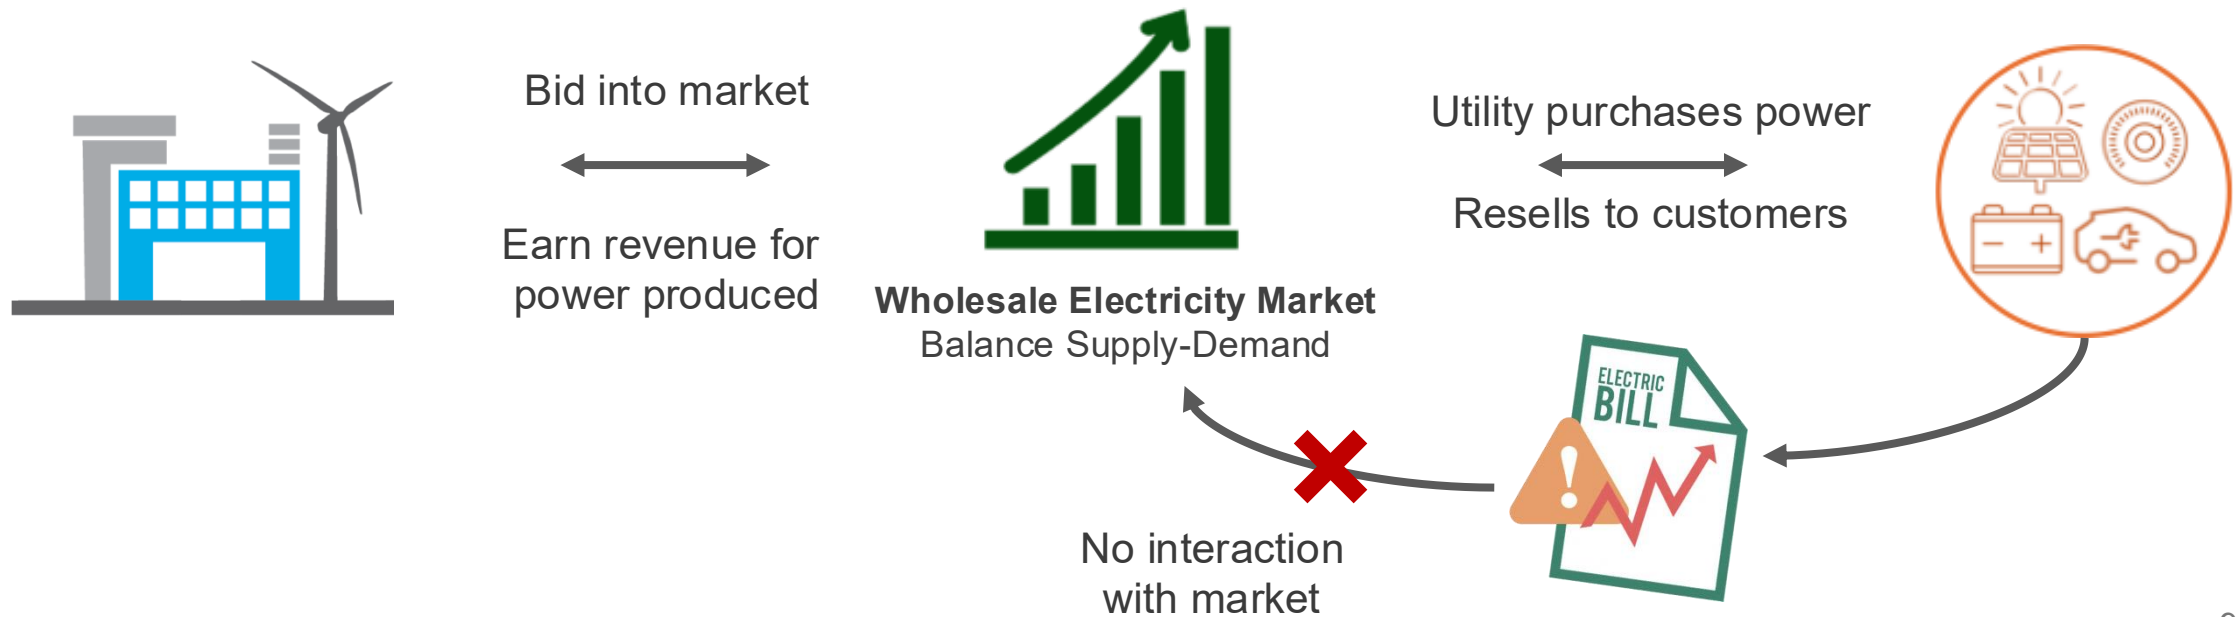 Bid into market
Earn revenue for
power produced
Wholesale Electricity Market
Balance Supply-Demand
Utility purchases power
Resells to customers
ELECTRIC
BILL
No interaction
with market